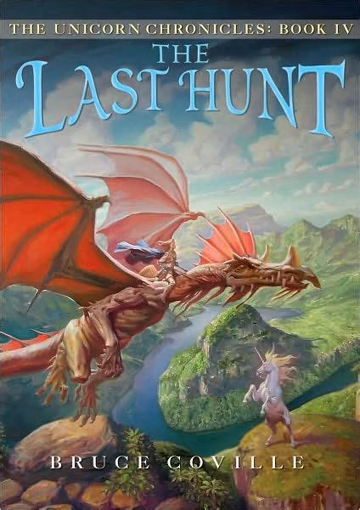 THE UNICORN CHRONICLES: BOOK IV
THE
LAST HUNT
BRUCE COVILLE